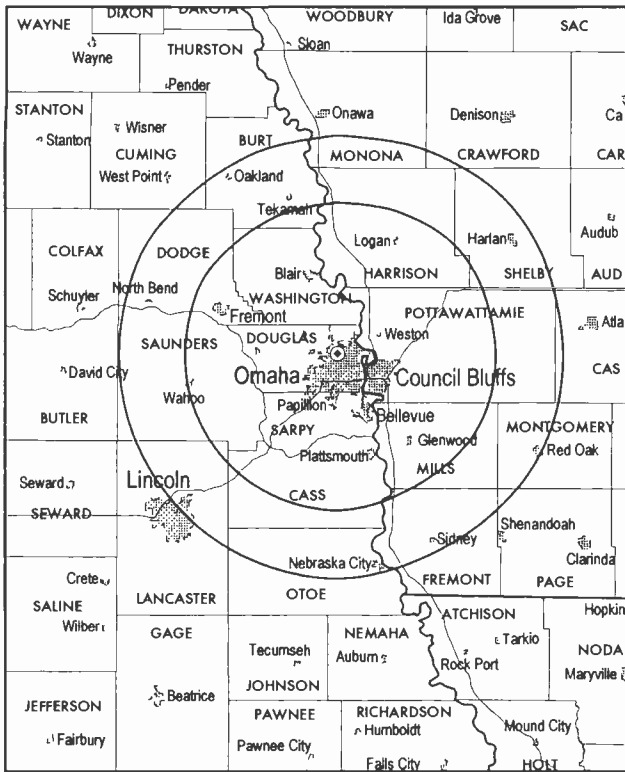 DIXON
DAKOTA
WOODBURY
Ida Grove
SAC
WAYNE
Wayne
THURSTON
Sloan
Pender
STANTON
Stanton
Wisner
Onawa
Denison
Ca
CUMING
BURT
MONONA
CRAWFORD
CAR
West Point
Oakland
Tekamah
COLFAX
DODGE
Logan
Harlan
Audub
Blair
HARRISON
SHELBY
AUD
Schuyler
North Bend
WASHINGTON
Fremont
POTTAWATTAMIE
SAUNDERS
DOUGLAS
Weston
Atla
David City
Omaha
Council Bluffs
CAS
Wahoo
Papillion
BUTLER
Bellevue
MONTGOMERY
SARPY
Glenwood
Red Oak
Plattsmouth
MILLS
Seward
Lincoln
CASS
SEWARD
Shenandoah
Sidney
Clarinda
Nebraska City
Crete
FREMONT
PAGE
SALINE
LANCASTER
OTOE
ATCHISON
Hopkin
Wilber
GAGE
NEMAHA
Tarkio
NODA
Tecumseh
Auburn
Rock Port
Maryville
JOHNSON
JEFFERSON
Beatrice
PAWNEE
RICHARDSON
Fairbury
Humboldt
Mound City
Pawnee City
Falls City
HOLT